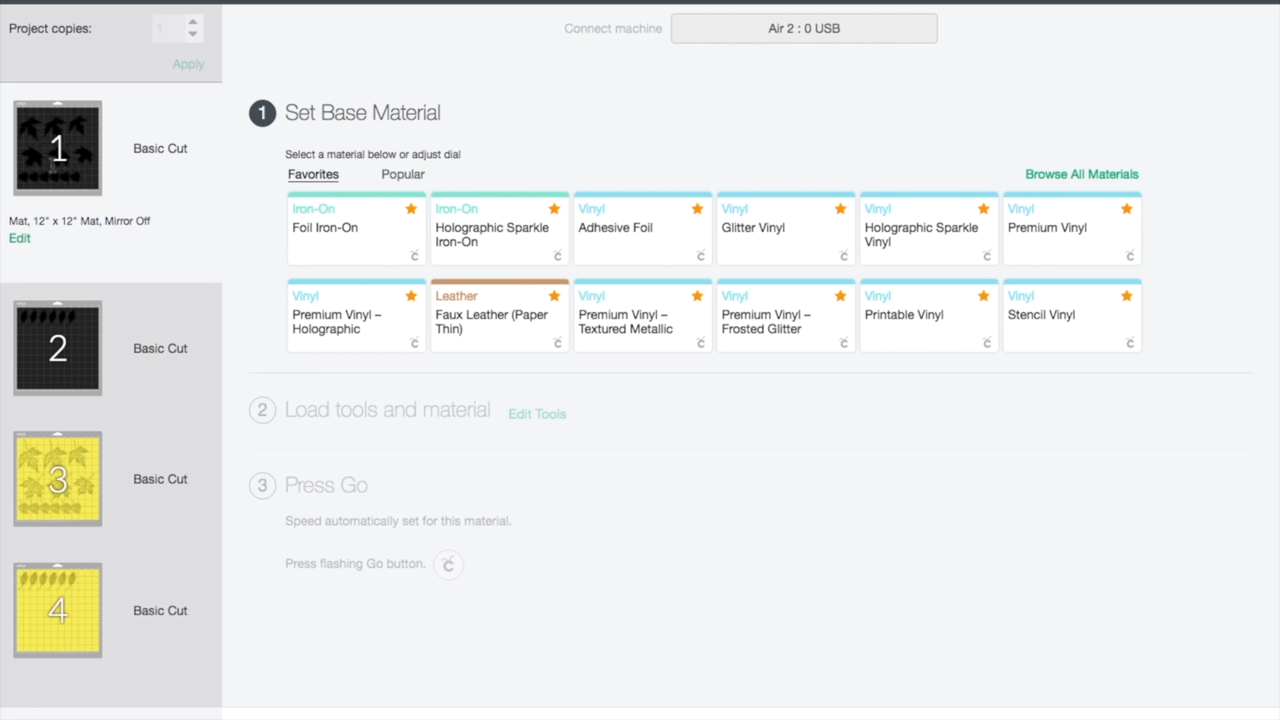 Project copies:
1
Apply
Connect machine
Air 2 : 0 USB
1
Basic Cut
Mat, 12" x 12" Mat, Mirror Off
Edit
2
Basic Cut
3
Basic Cut
4
Basic Cut
1 Set Base Material
Select a material below or adjust dial
Favorites
Popular
Browse All Materials
Iron-On
Foil Iron-On
Iron-On
Holographic Sparkle
Iron-On
Vinyl
Adhesive Foil
Vinyl
Glitter Vinyl
Vinyl
Holographic Sparkle
Vinyl
Vinyl
Premium Vinyl
Vinyl
Premium Vinyl –
Holographic
Leather
Faux Leather (Paper
Thin)
Vinyl
Premium Vinyl –
Textured Metallic
Vinyl
Premium Vinyl –
Frosted Glitter
Vinyl
Printable Vinyl
Vinyl
Stencil Vinyl
2 Load tools and material
Edit Tools
3 Press Go
Speed automatically set for this material.
Press flashing Go button.